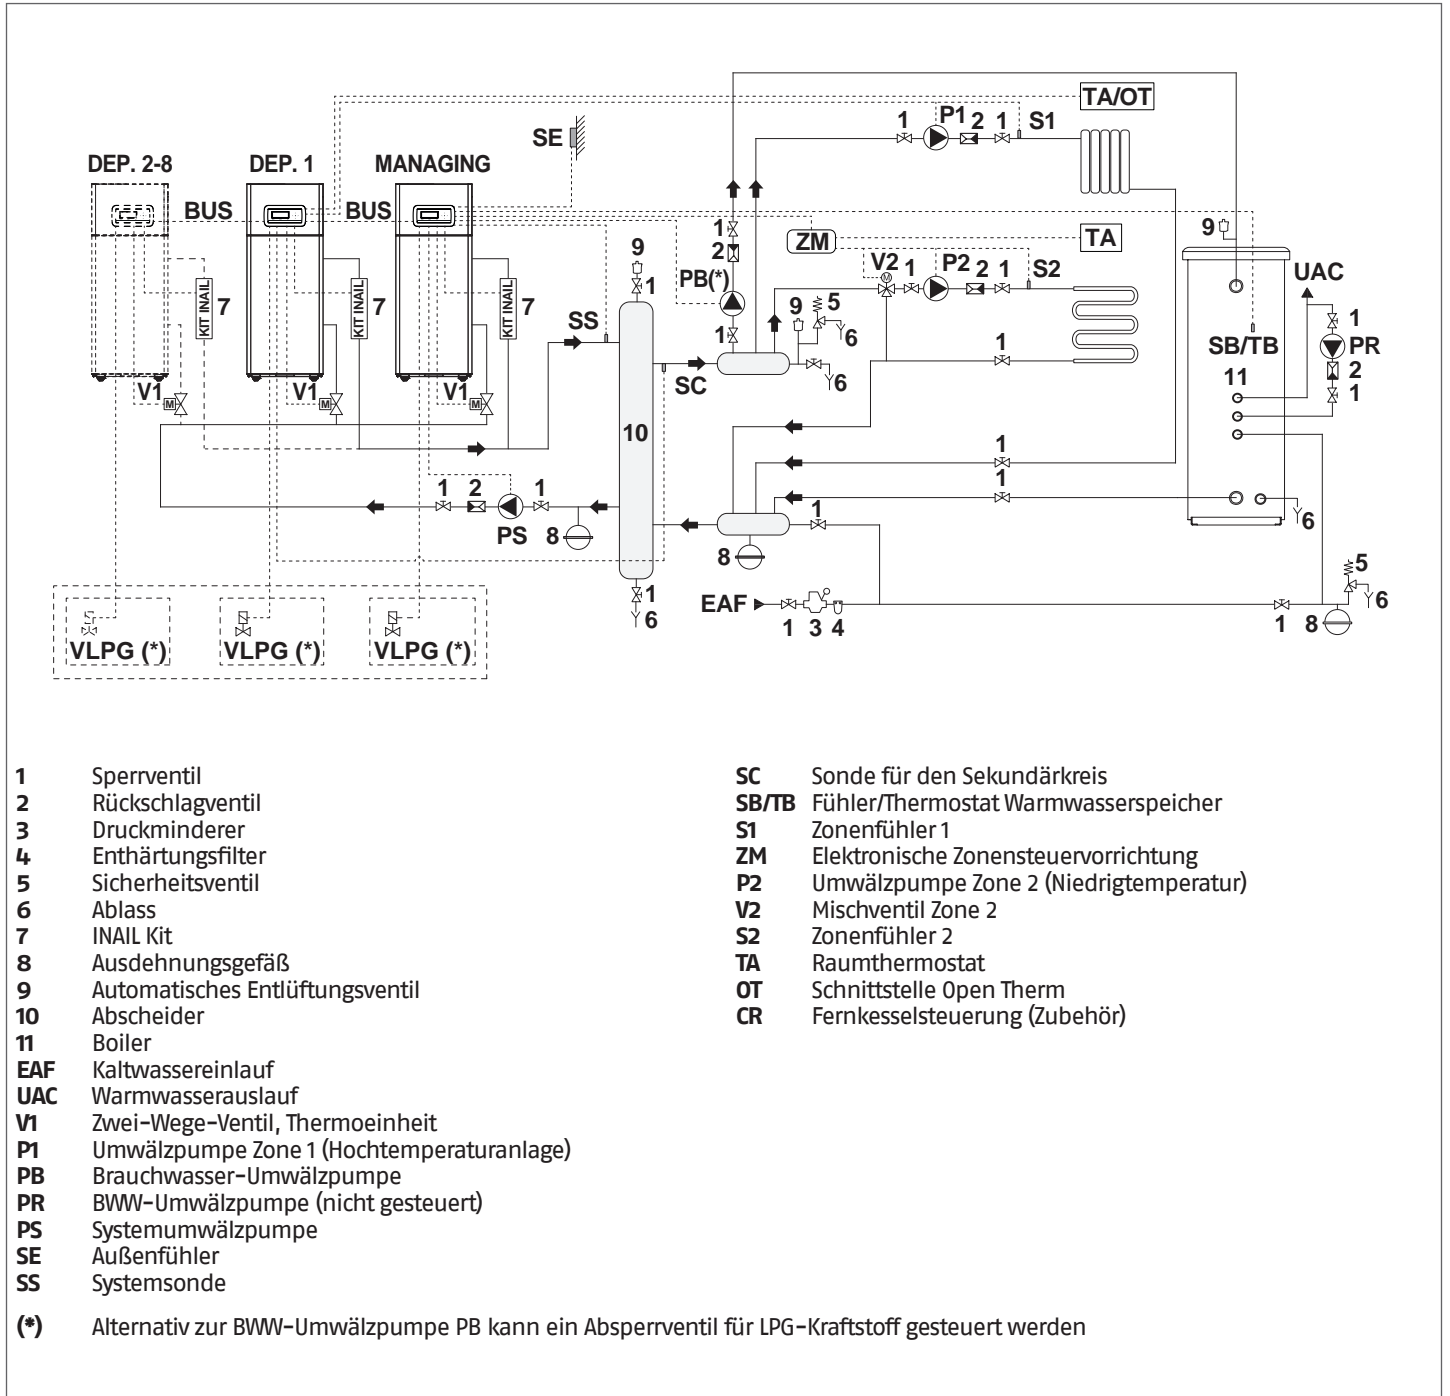 TA/OT
1 P1 2 1 S1
SE
DEP. 2-8 DEP. 1 MANAGING
BUS BUS
1
2
PB(*)
1
ZM
TA
V2 1 P2 2 1 S2
9
UAC
9
1
KIT INAIL 7 KIT INAIL 7 KIT INAIL 7
SS
9 5
6
6
1
SC
SB/TB
11
1
PR
2
1
V1 M V1 M V1 M
M
10
1
1
1 2 1
PS 8
1
8
6
5
6
EAF 1 3 4
1 8
1
6
VLPG (*) VLPG (*) VLPG (*)
1 Sperrventil
2 Rückschlagventil
3 Druckminderer
4 Enthärtungsfilter
5 Sicherheitsventil
6 Ablass
7 INAIL Kit
8 Ausdehnungsgefäß
9 Automatisches Entlüftungsventil
10 Abscheider
11 Boiler
EAF Kaltwassereinlauf
UAC Warmwasserauslauf
V1 Zwei-Wege-Ventil, Thermoeinheit
P1 Umwälzpumpe Zone 1 (Hochtemperaturanlage)
PB Brauchwasser-Umwälzpumpe
PR BWW-Umwälzpumpe (nicht gesteuert)
PS Systemumwälzpumpe
SE Außenfühler
SS Systemsonde
SC Sonde für den Sekundärkreis
SB/TB Fühler/Thermostat Warmwasserspeicher
S1 Zonenfühler 1
ZM Elektronische Zonensteuervorrichtung
P2 Umwälzpumpe Zone 2 (Niedrigtemperatur)
V2 Mischventil Zone 2
S2 Zonenfühler 2
TA Raumthermostat
OT Schnittstelle Open Therm
CR Fernkesselsteuerung (Zubehör)
(*) Alternativ zur BWW-Umwälzpumpe PB kann ein Absperrventil für LPG-Kraftstoff gesteuert werden